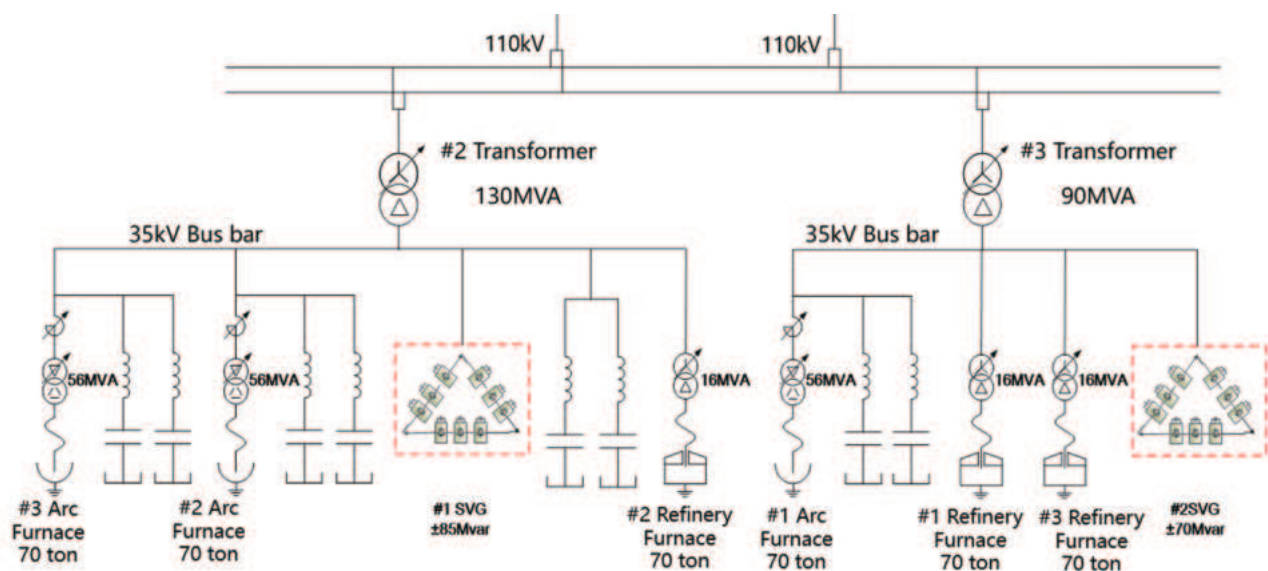 110kV
110kV
#2 Transformer
130MVA
#3 Transformer
90MVA
35kV Bus bar
35kV Bus bar
56MVA
56MVA
16MVA
56MVA
16MVA
16MVA
#3 Arc
Furnace
70 ton
#2 Arc
Furnace
70 ton
#1 SVG
±85Mvar
#2 Refinery
Furnace
70 ton
#1 Arc
Furnace
70 ton
#1 Refinery
Furnace
70 ton
#3 Refinery
Furnace
70 ton
#2SVG
±70Mvar